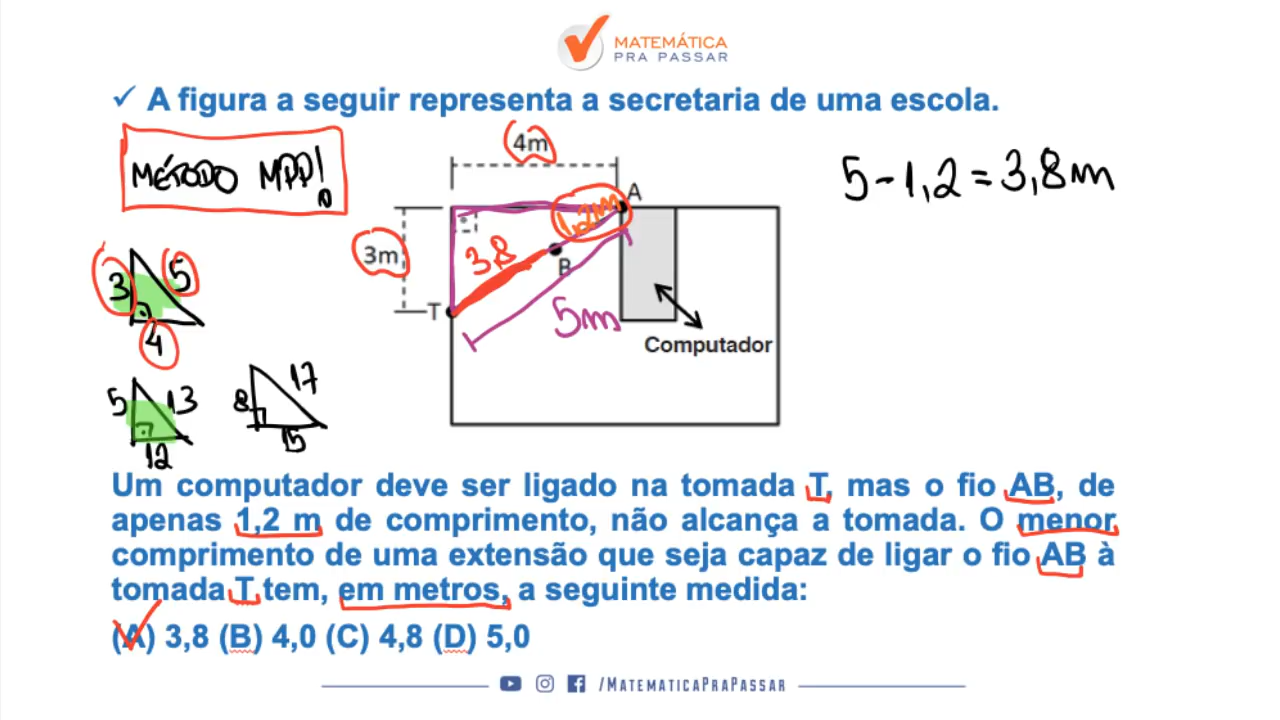 MATEMÁTICA
PRA PASSAR
✓ A figura a seguir representa a secretaria de uma escola.
MÉTODO MPP!
4m
5 - 1,2 = 3,8m
A
1,2m
3m
3,8
B
T
5m
Computador
3 5
4
5 13
12
8 17
15
Um computador deve ser ligado na tomada T, mas o fio AB, de
apenas 1,2 m de comprimento, não alcança a tomada. O menor
comprimento de uma extensão que seja capaz de ligar o fio AB à
tomada T tem, em metros, a seguinte medida:
(A) 3,8 (B) 4,0 (C) 4,8 (D) 5,0
/MATEMATICAPRAPASSAR